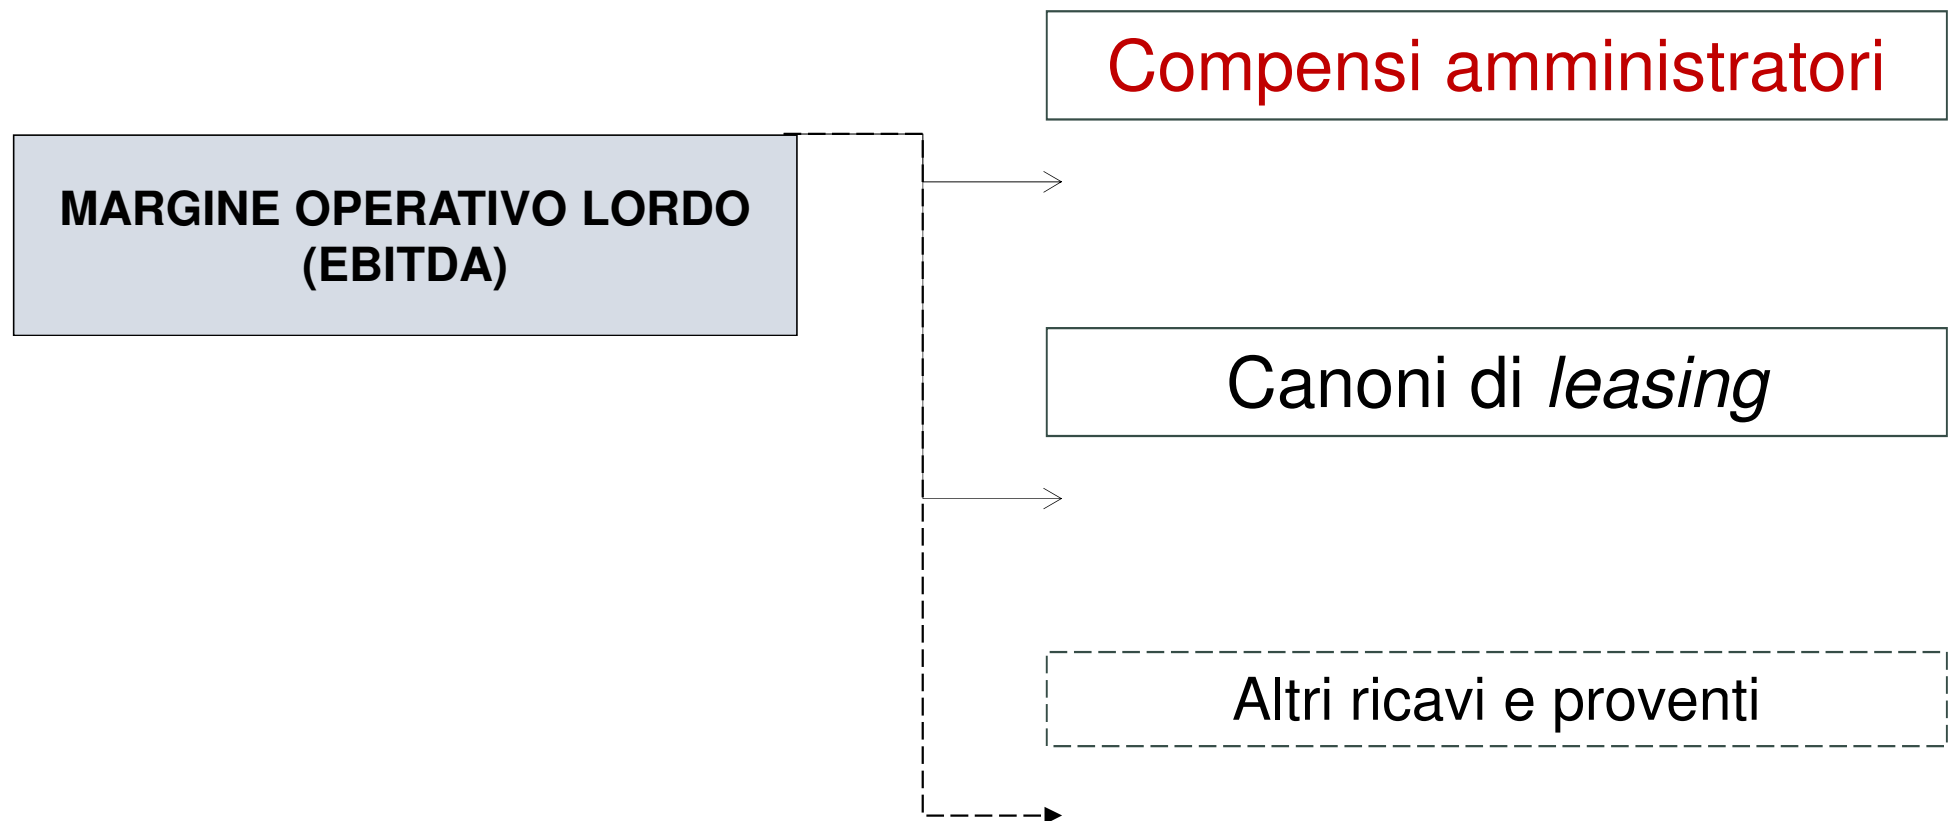 Compensi amministratori
MARGINE OPERATIVO LORDO
(EBITDA)
Canoni di leasing
Altri ricavi e proventi